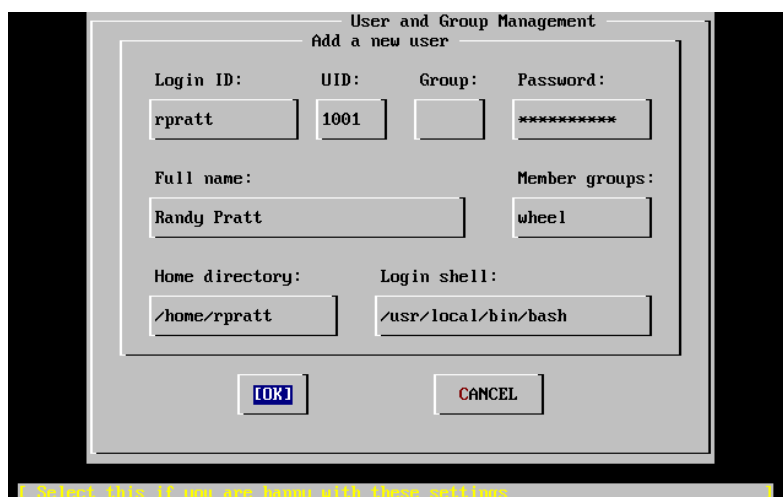 User and Group Management
Add a new user
Login ID: UID: Group: Password:
rpratt 1001 **********
Full name: Member groups:
Randy Pratt wheel
Home directory: Login shell:
/home/rpratt /usr/local/bin/bash
[OK] CANCEL
[ Select this if you are happy with these settings ]